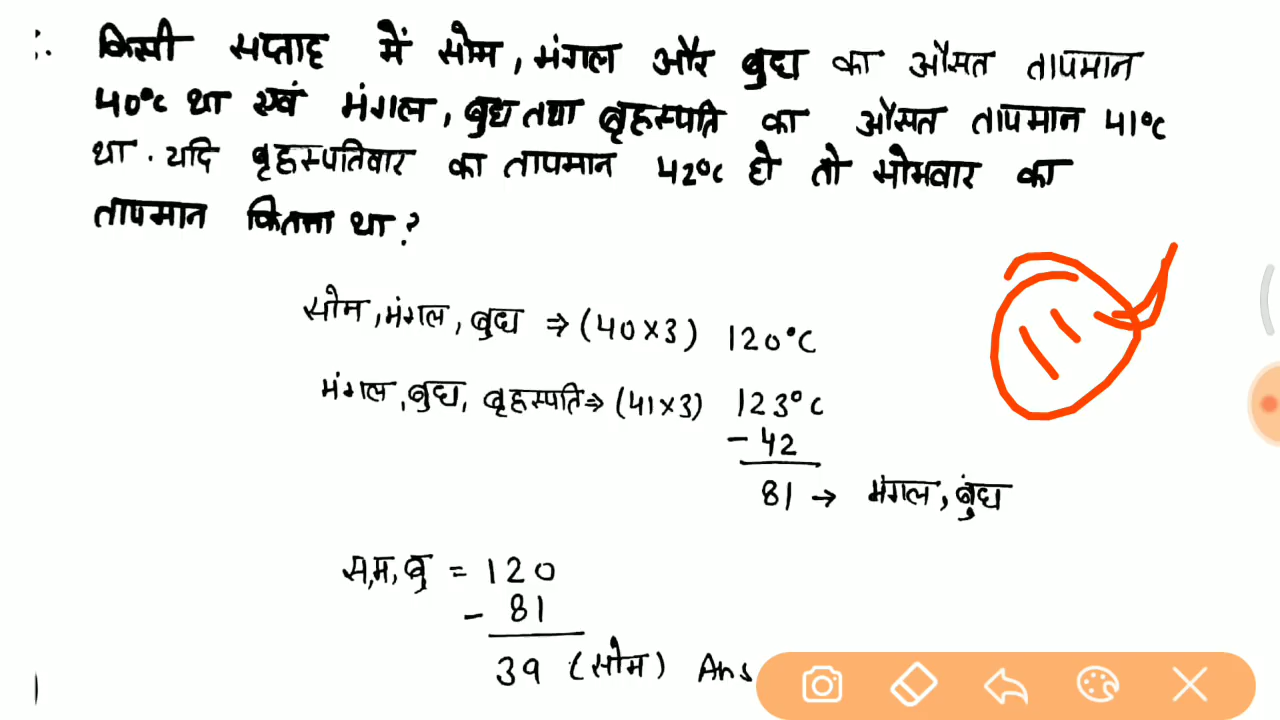 किसी सप्ताह में सोम, मंगल और बुध का औसत तापमान
40°c था एवं मंगल, बुध तथा बृहस्पति का औसत तापमान 41°c
था. यदि बृहस्पतिवार का तापमान 42°c हो तो सोमवार का
तापमान कितना था?
सोम, मंगल, बुध ⇒ (40×3) 120°C
मंगल, बुध, बृहस्पति⇒ (41×3) 123°C
- 42
81 → मंगल, बुंध
स,म, बु = 120
- 81
39 (सोम) Ans